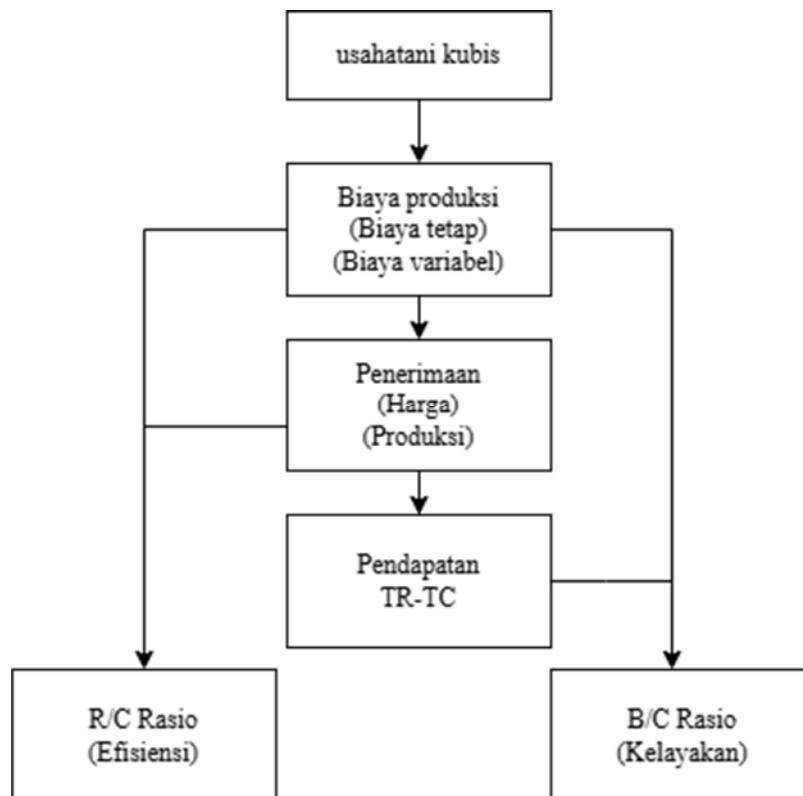 usahatani kubis
Biaya produksi
(Biaya tetap)
(Biaya variabel)
Penerimaan
(Harga)
(Produksi)
Pendapatan
TR-TC
R/C Rasio
(Efisiensi)
B/C Rasio
(Kelayakan)